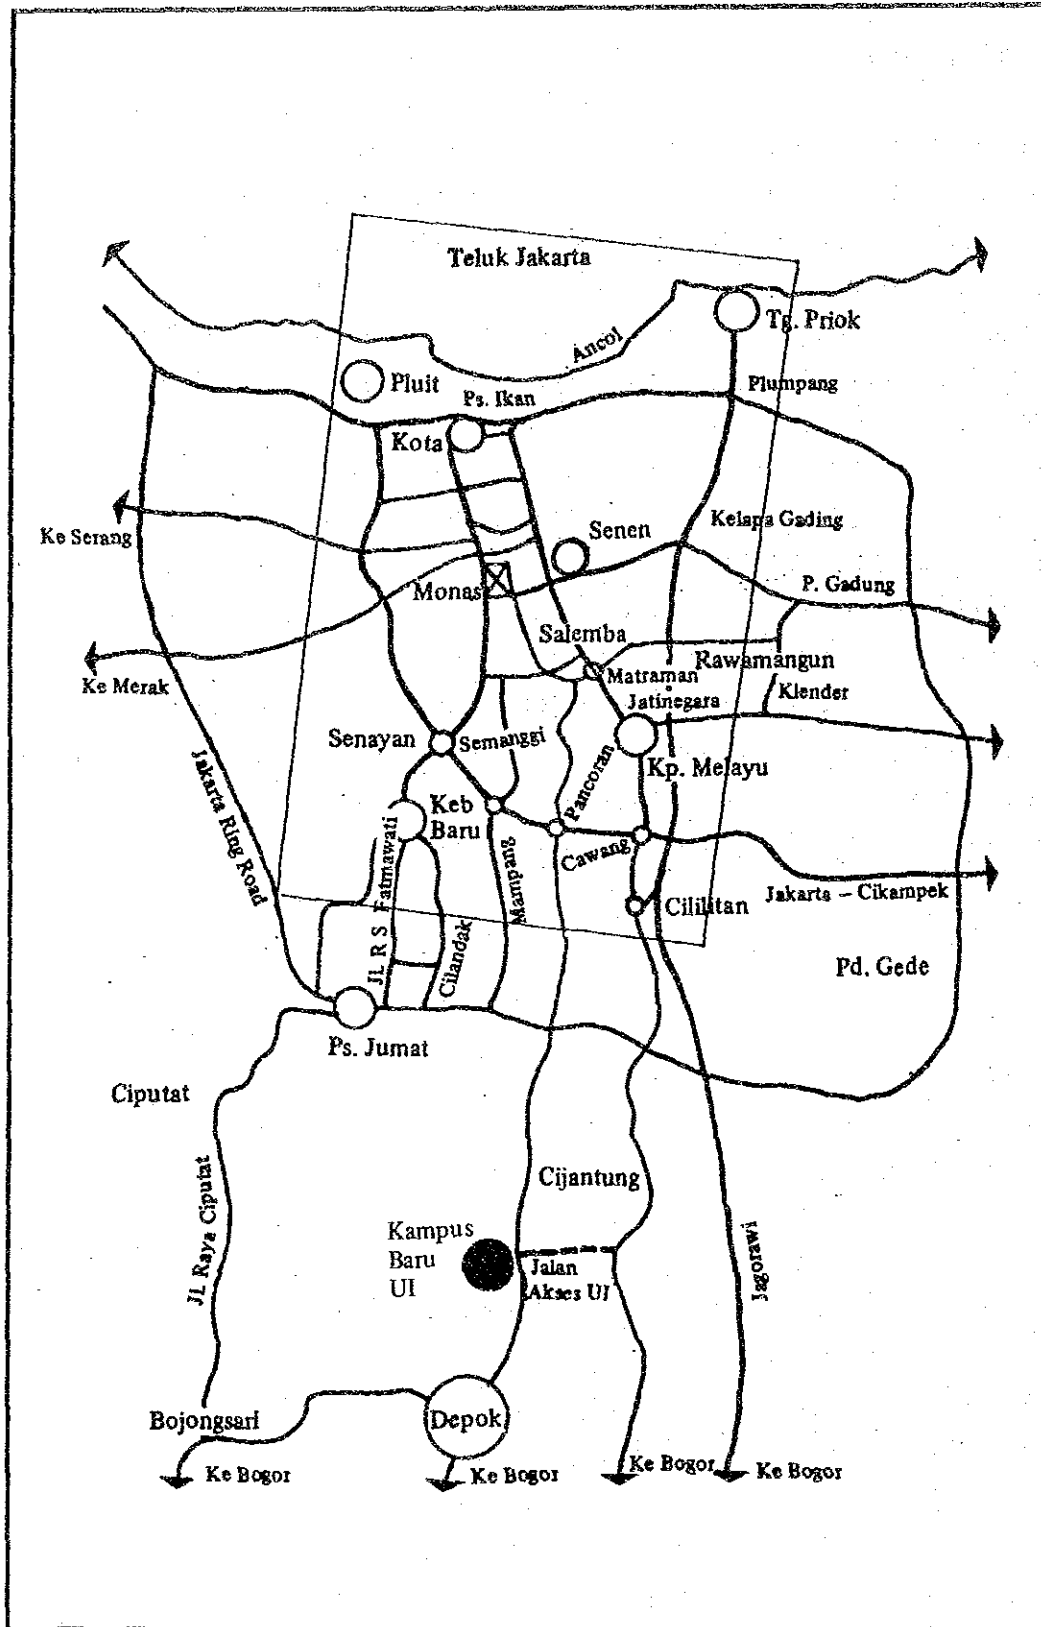 Teluk Jakarta
Tg. Priok
Ancol
Pluit
Plumpang
Ps. Ikan
Kota
Kelapa Gading
Senen
Ke Serang
Monas
P. Gadung
Salemba
Rawamangun
Matraman
Ke Merak
Klender
Jatinegara
Senayan
Semanggi
Kp. Melayu
Pancoran
Jakarta Ring Road
Keb
Baru
JL R S Fatmawati
Mampang
Cawang
Jakarta - Cikampek
Cililitan
Cilandak
Pd. Gede
Ps. Jumat
Ciputat
Cijantung
JL Raya Ciputat
Kampus
Baru
UI
Jalan
Akses UI
Jagorawi
Bojongsari
Depok
Ke Bogor
Ke Bogor
Ke Bogor
Ke Bogor